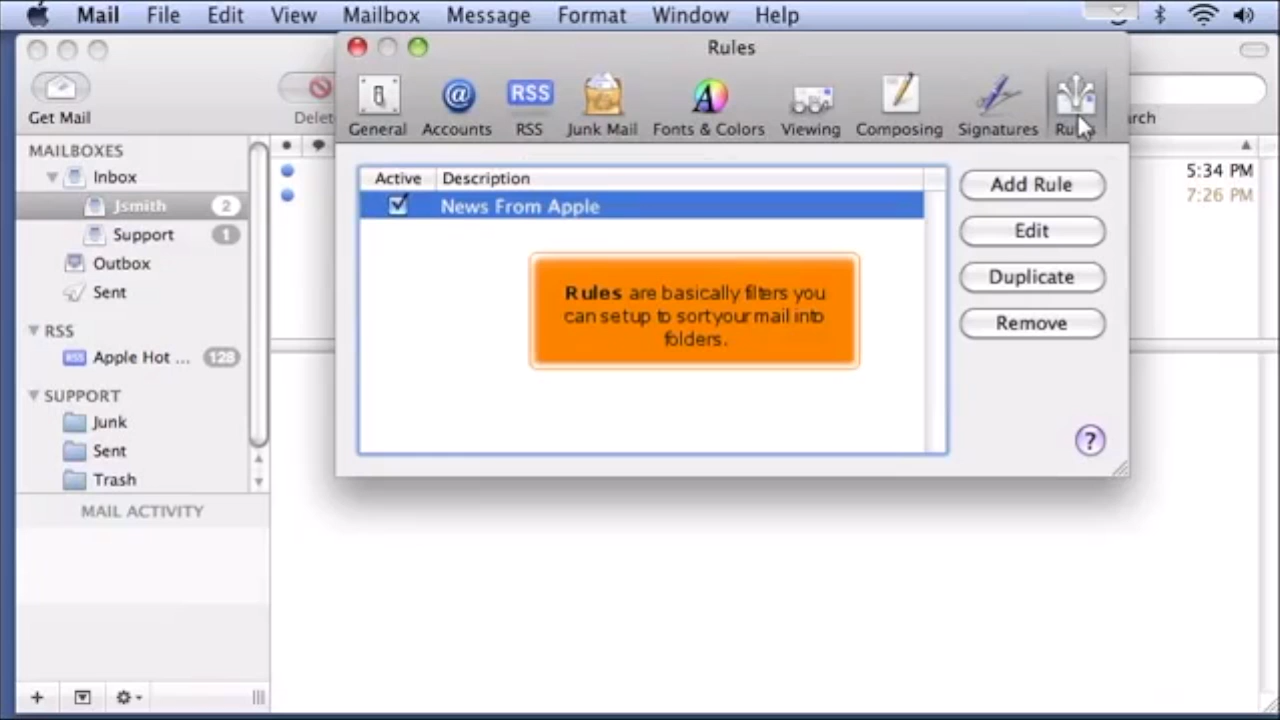 Mail File Edit View Mailbox Message Format Window Help
Rules
Get Mail
Delet
General Accounts RSS Junk Mail Fonts & Colors Viewing Composing Signatures
arch
RSS
MAILBOXES
Inbox
Jsmith 2
Support 1
Outbox
Sent
RSS
Apple Hot ... 128
SUPPORT
Junk
Sent
Trash
MAIL ACTIVITY
Active Description
News From Apple
Rules are basically filters you
can setup to sort your mail into
folders.
Add Rule
Edit
Duplicate
Remove
?
5:34 PM
7:26 PM